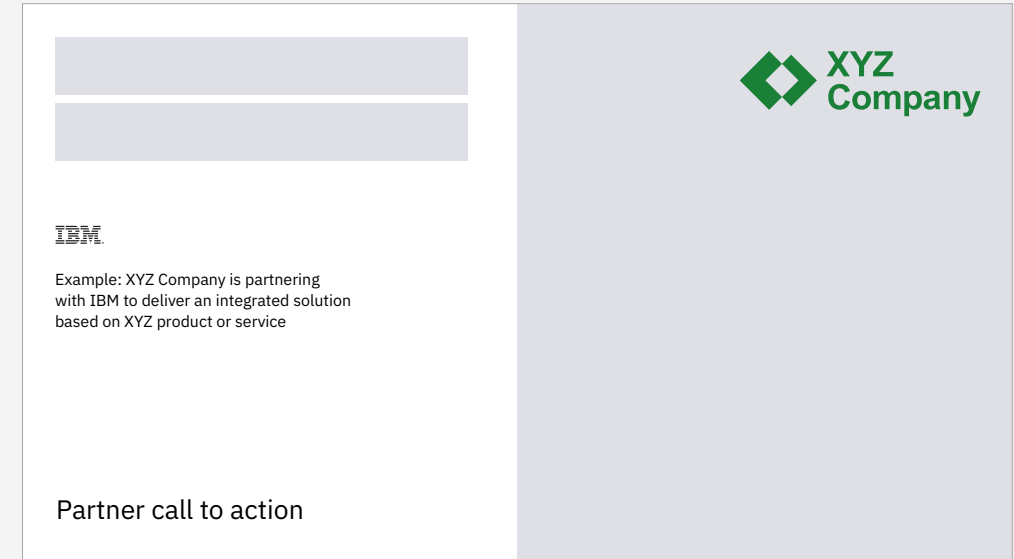 XYZ
Company
IBM
Example: XYZ Company is partnering
with IBM to deliver an integrated solution
based on XYZ product or service
Partner call to action